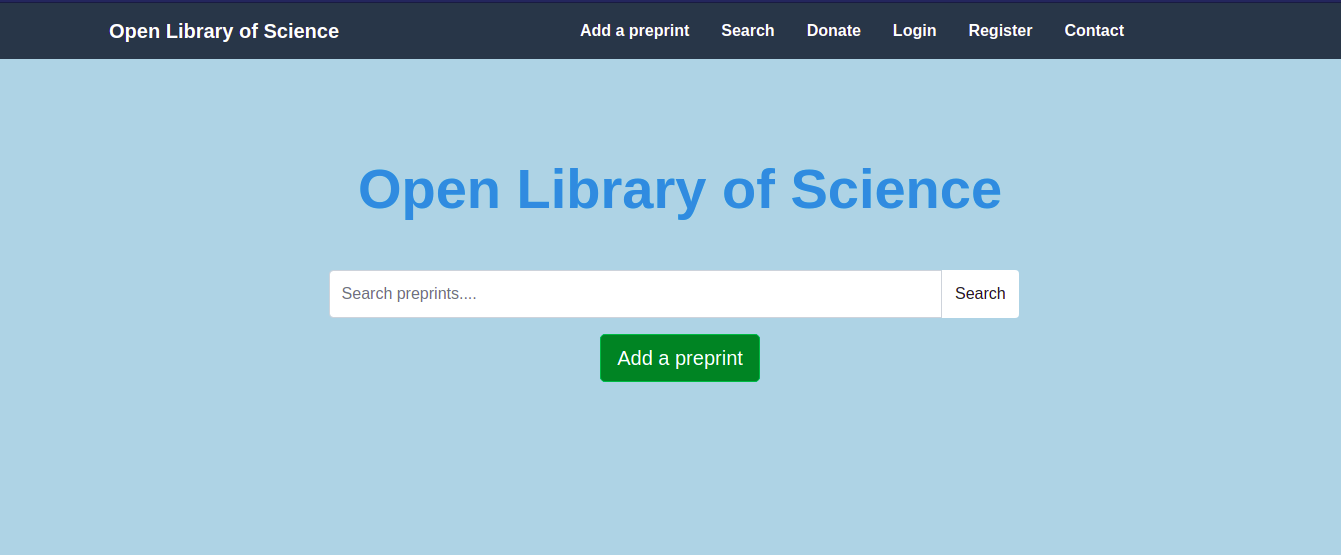 Open Library of Science Add a preprint Search Donate Login Register Contact
Open Library of Science
Search preprints.... Search
Add a preprint